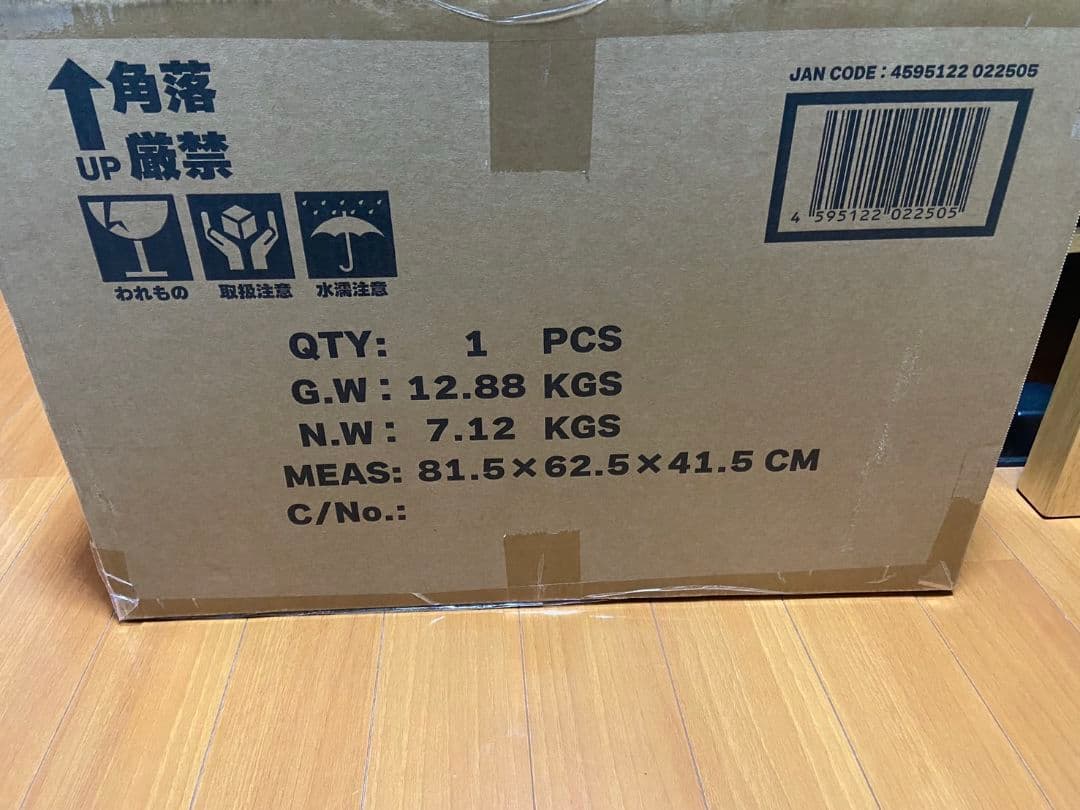 角落
UP 厳禁
われもの 取扱注意 水濡注意
JAN CODE : 4595122 022505
4 595122 022505
QTY: 1 PCS
G.W : 12.88 KGS
N.W : 7.12 KGS
MEAS: 81.5×62.5×41.5 CM
C/No.: